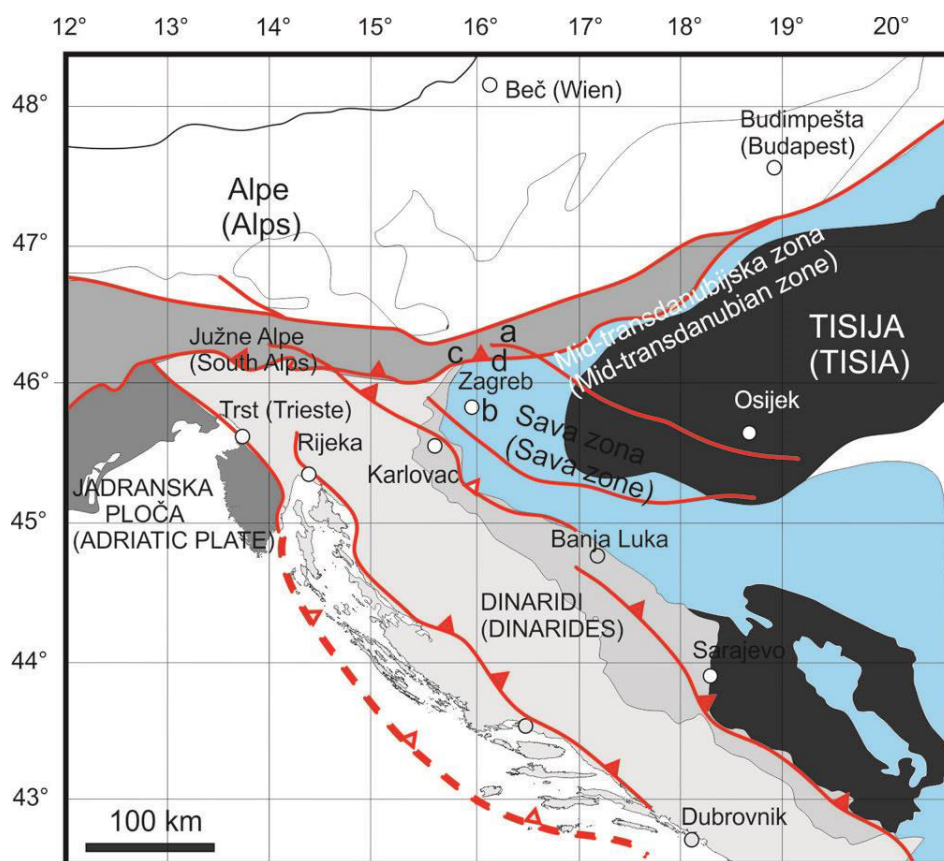 12° 13° 14° 15° 16° 17° 18° 19° 20°
48°
47°
46°
45°
44°
43°
Beč (Wien)
Budimpešta
(Budapest)
Alpe
(Alps)
Mid-transdanubijska zona
(Mid-transdanubian zone)
TISIJA
(TISIA)
Južne Alpe
(South Alps)
a
c
d
Zagreb
b
Osijek
Trst (Trieste)
Rijeka
Karlovac
Sava zona
(Sava zone)
JADRANSKA
PLOČA
(ADRIATIC PLATE)
Banja Luka
DINARIDI
(DINARIDES)
Sarajevo
Dubrovnik
100 km